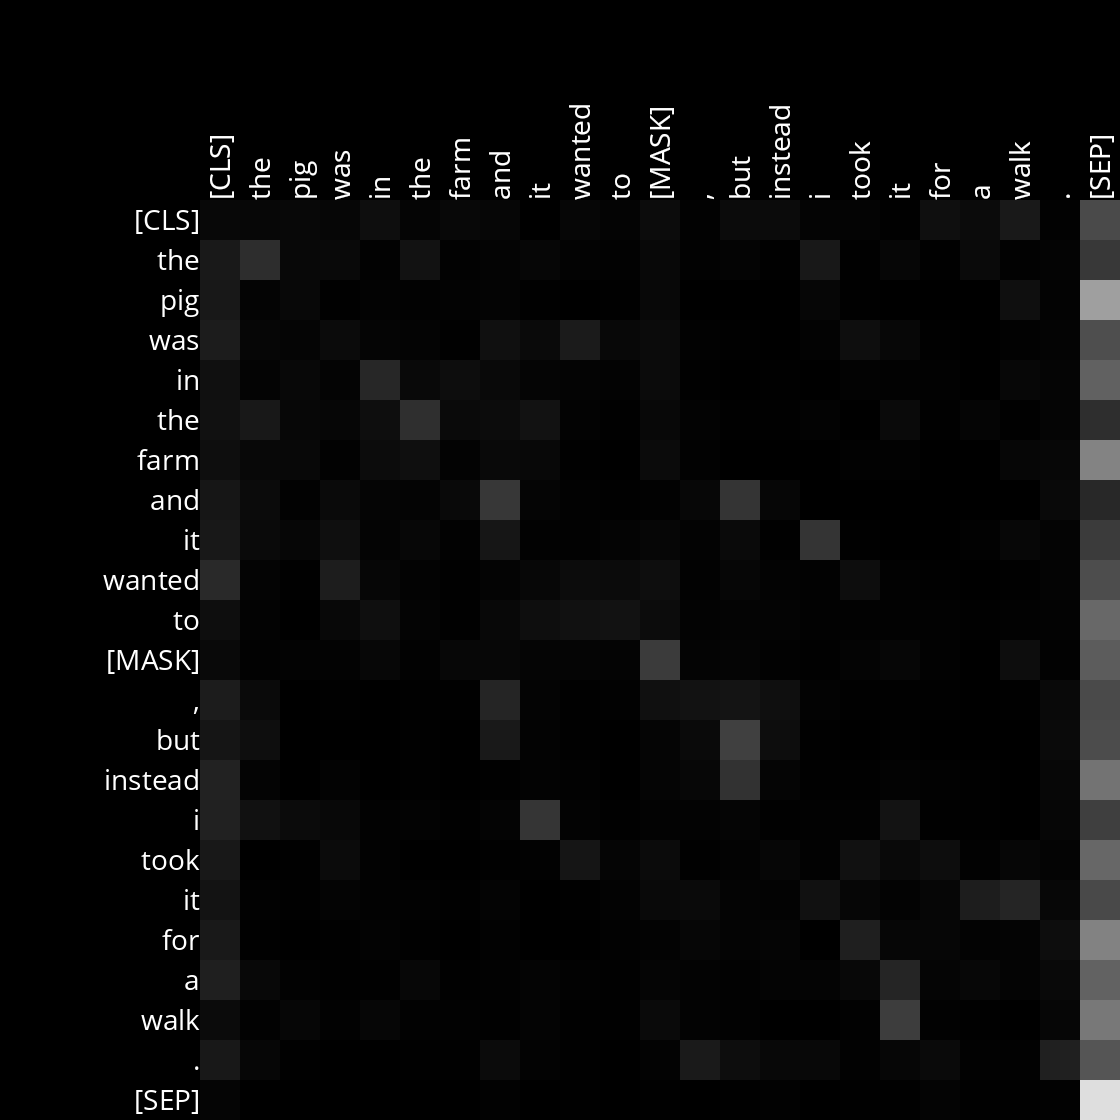 [CLS] the pig was in the farm and it wanted to [MASK] , but instead i took it for a walk . [SEP]
[CLS]
the
pig
was
in
the
farm
and
it
wanted
to
[MASK]
,
but
instead
i
took
it
for
a
walk
.
[SEP]